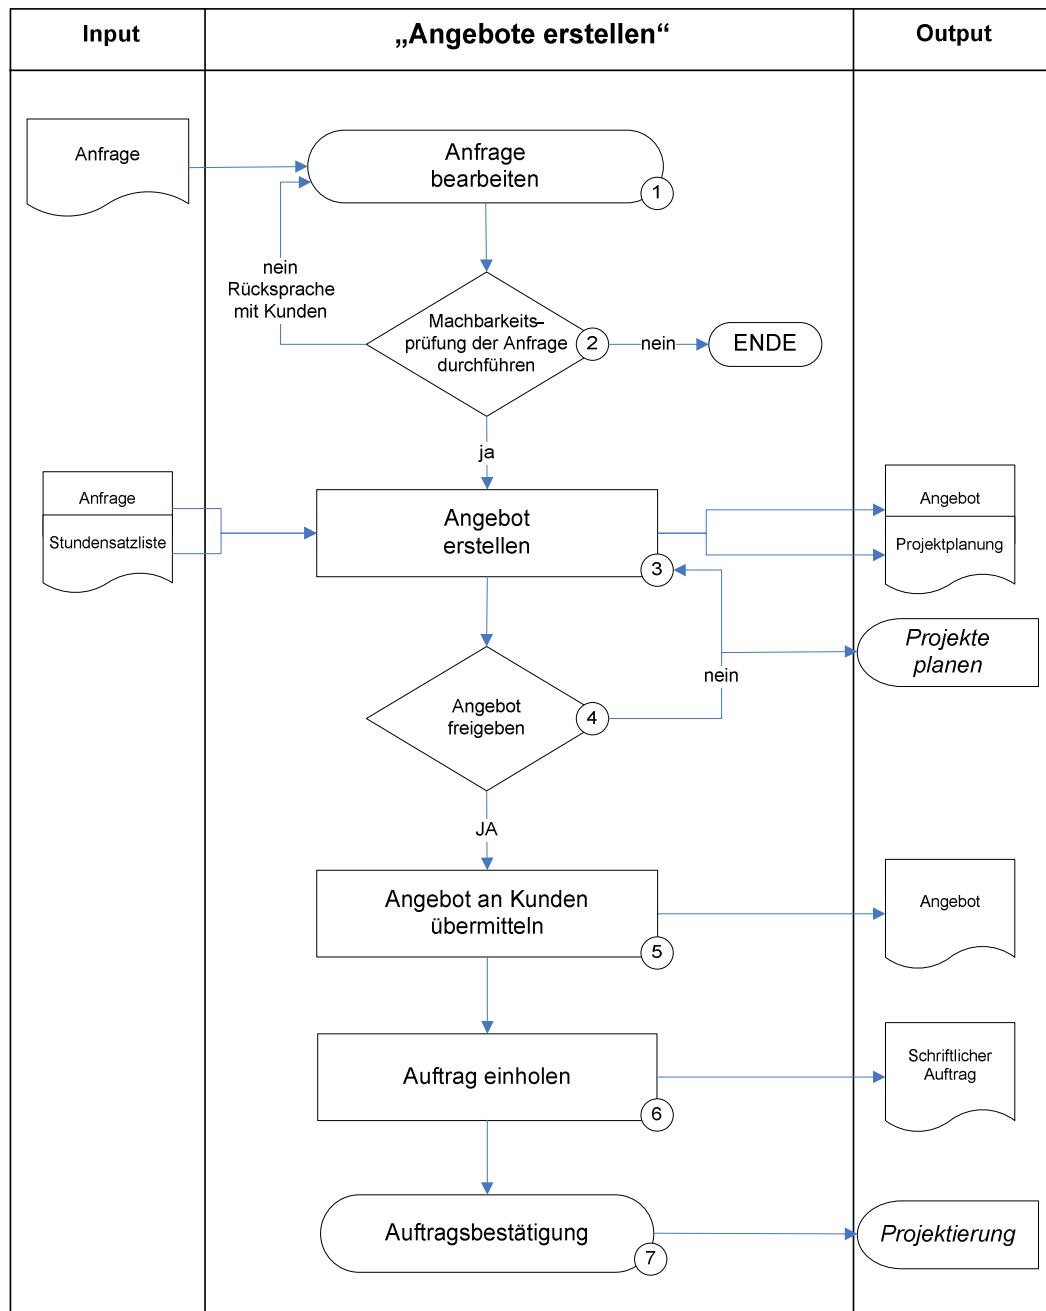 Input
„Angebote erstellen“
Output
Anfrage
Anfrage
bearbeiten
1
nein
Rücksprache
mit Kunden
Machbarkeits–
prüfung der Anfrage
durchführen
2
nein
ENDE
ja
Anfrage
Stundensatzliste
Angebot
erstellen
3
Angebot
Projektplanung
Projekte
planen
nein
Angebot
freigeben
4
JA
Angebot an Kunden
übermitteln
5
Angebot
Auftrag einholen
6
Schriftlicher
Auftrag
Auftragsbestätigung
7
Projektierung